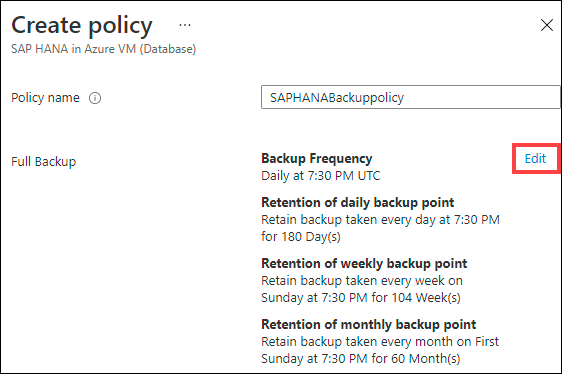 Create policy ...
SAP HANA in Azure VM (Database)
Policy name
SAPHANABackuppolicy
Full Backup
Backup Frequency
Edit
Daily at 7:30 PM UTC
Retention of daily backup point
Retain backup taken every day at 7:30 PM
for 180 Day(s)
Retention of weekly backup point
Retain backup taken every week on
Sunday at 7:30 PM for 104 Week(s)
Retention of monthly backup point
Retain backup taken every month on First
Sunday at 7:30 PM for 60 Month(s)